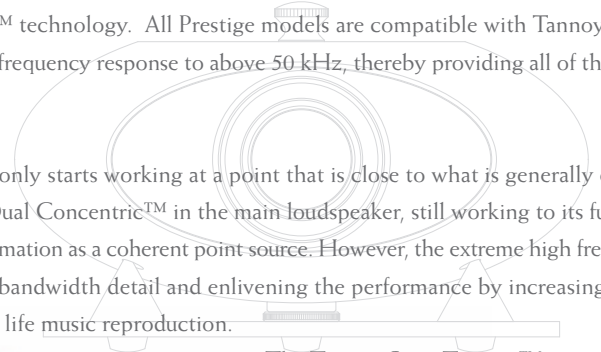 ™ technology. All Prestige models are compatible with Tannoy
frequency response to above 50 kHz, thereby providing all of th
only starts working at a point that is close to what is generally
Dual Concentric™ in the main loudspeaker, still working to its fu
mation as a coherent point source. However, the extreme high fre
bandwidth detail and enlivening the performance by increasing
life music reproduction.